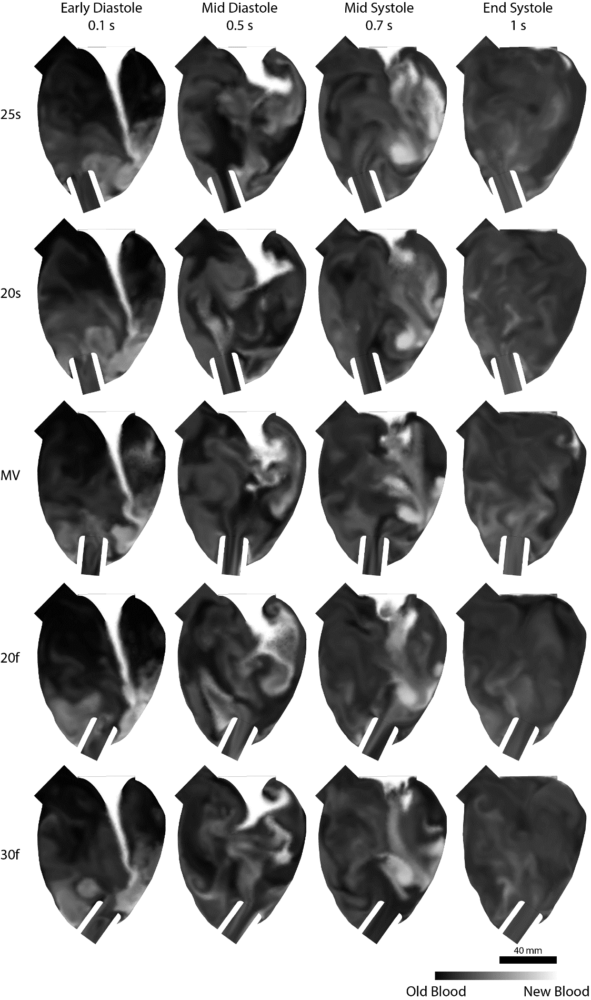 Early Diastole Mid Diastole Mid Systole End Systole
0.1 s 0.5 s 0.7 s 1 s
25s
20s
MV
20f
30f
40 mm
Old Blood New Blood